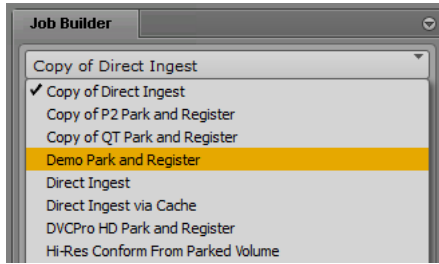 Job Builder
Copy of Direct Ingest
Copy of Direct Ingest
Copy of P2 Park and Register
Copy of QT Park and Register
Demo Park and Register
Direct Ingest
Direct Ingest via Cache
DVCPro HD Park and Register
Hi-Res Conform From Parked Volume